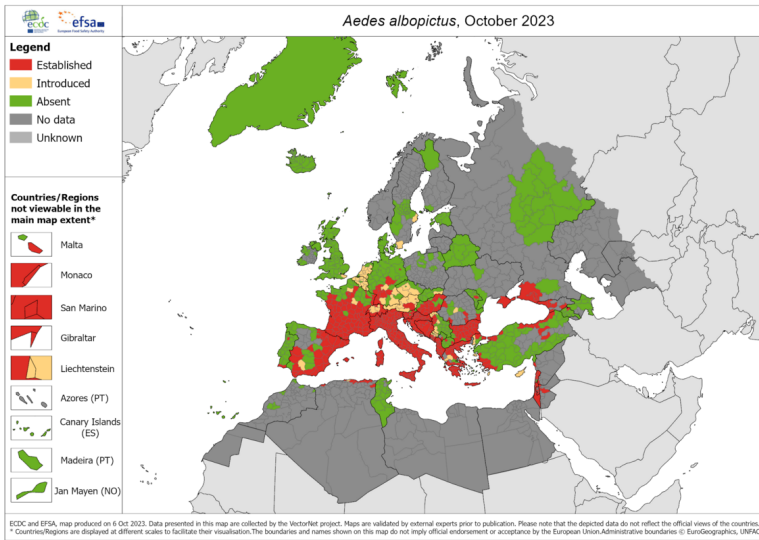 ecdc
efsa
European Food Safety Authority
Aedes albopictus, October 2023
Legend
Established
Introduced
Absent
No data
Unknown
Countries/Regions
not viewable in the
main map extent*
Malta
Monaco
San Marino
Gibraltar
Liechtenstein
Azores (PT)
Canary Islands
(ES)
Madeira (PT)
Jan Mayen (NO)
ECDC and EFSA, map produced on 6 Oct 2023. Data presented in this map are collected by the VectorNet project. Maps are validated by external experts prior to publication. Please note that the depicted data do not reflect the official views of the countries.
* Countries/Regions are displayed at different scales to facilitate their visualisation.The boundaries and names shown on this map do not imply official endorsement or acceptance by the European Union.Administrative boundaries © EuroGeographics, UNFAO